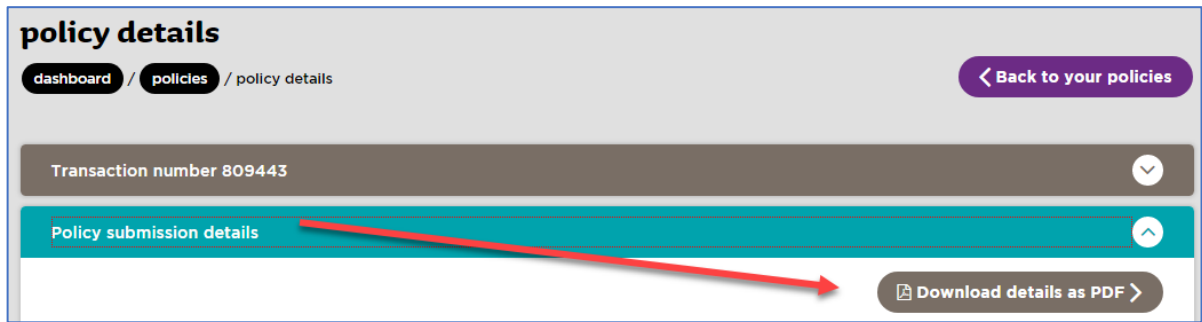 policy details
dashboard / policies / policy details
Back to your policies
Transaction number 809443
Policy submission details
Download details as PDF